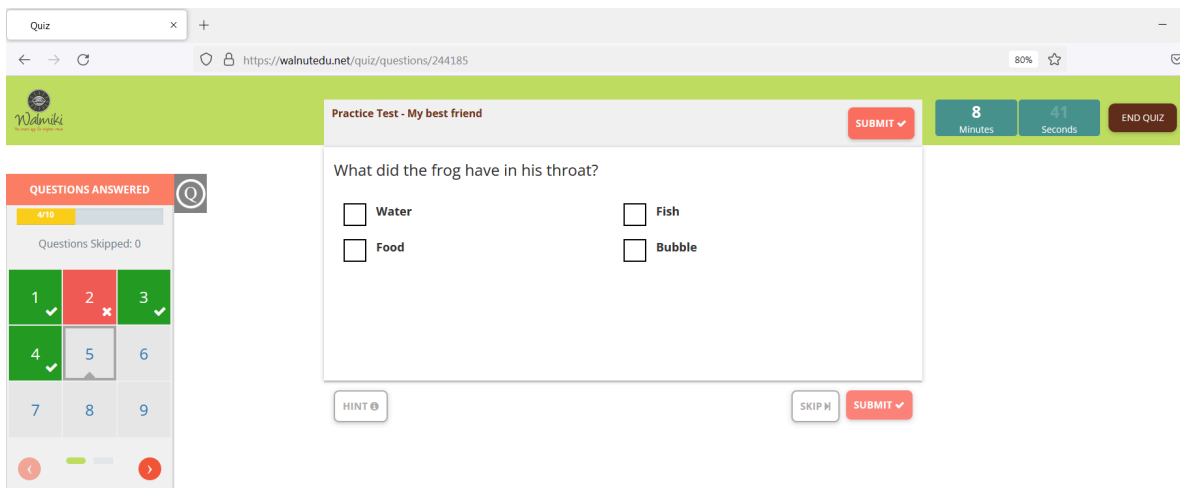 Quiz
https://walnutedu.net/quiz/questions/244185
80%
Walmiki
Practice Test - My best friend
SUBMIT
8
Minutes
41
Seconds
END QUIZ
QUESTIONS ANSWERED
Q
4/10
Questions Skipped: 0
1
2
3
4
5
6
7
8
9
What did the frog have in his throat?
Water
Fish
Food
Bubble
HINT
SKIP
SUBMIT